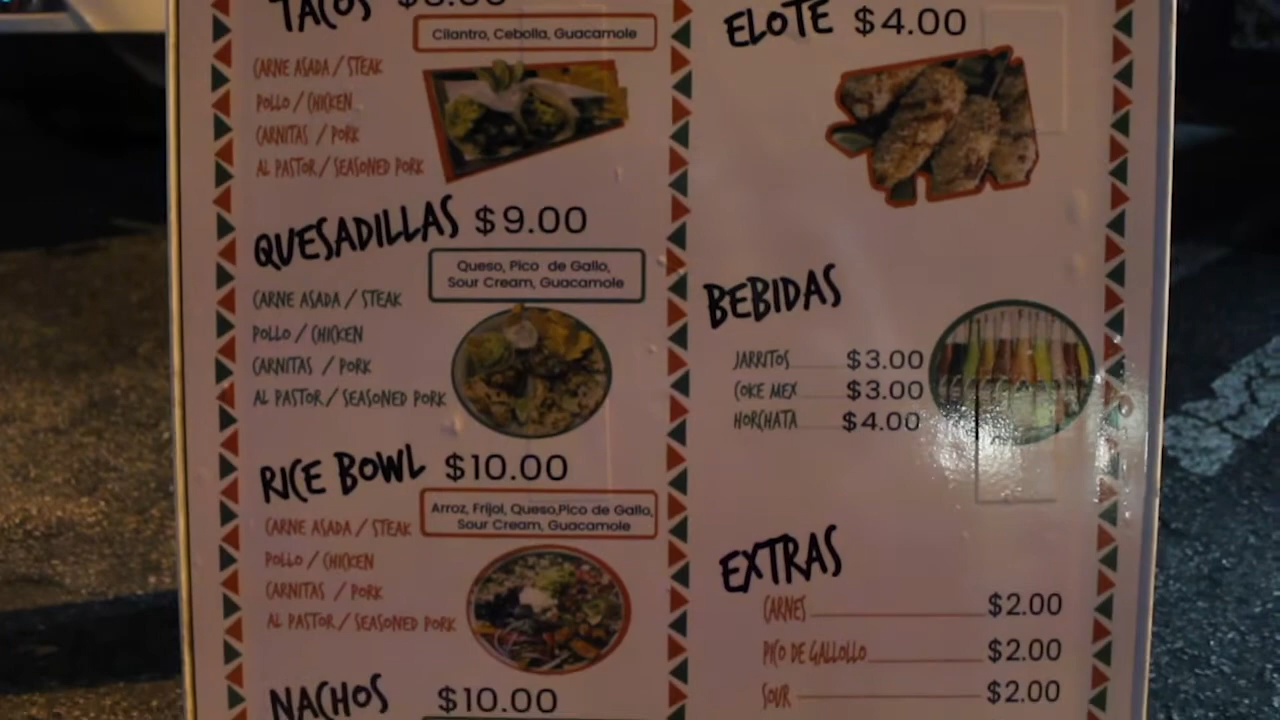 TACOS
Cilantro, Cebolla, Guacamole
CARNE ASADA / STEAK
POLLO / CHICKEN
CARNITAS / PORK
AL PASTOR / SEASONED PORK
QUESADILLAS $9.00
Queso, Pico de Gallo,
Sour Cream, Guacamole
CARNE ASADA / STEAK
POLLO / CHICKEN
CARNITAS / PORK
AL PASTOR / SEASONED PORK
RICE BOWL $10.00
Arroz, Frijol, Queso,Pico de Gallo,
Sour Cream, Guacamole
CARNE ASADA / STEAK
POLLO / CHICKEN
CARNITAS / PORK
AL PASTOR / SEASONED PORK
NACHOS $10.00
ELOTE $4.00
BEBIDAS
JARRITOS $3.00
COKE MEX $3.00
HORCHATA $4.00
EXTRAS
CARNES $2.00
PICO DE GALLOLLO $2.00
SOUR $2.00